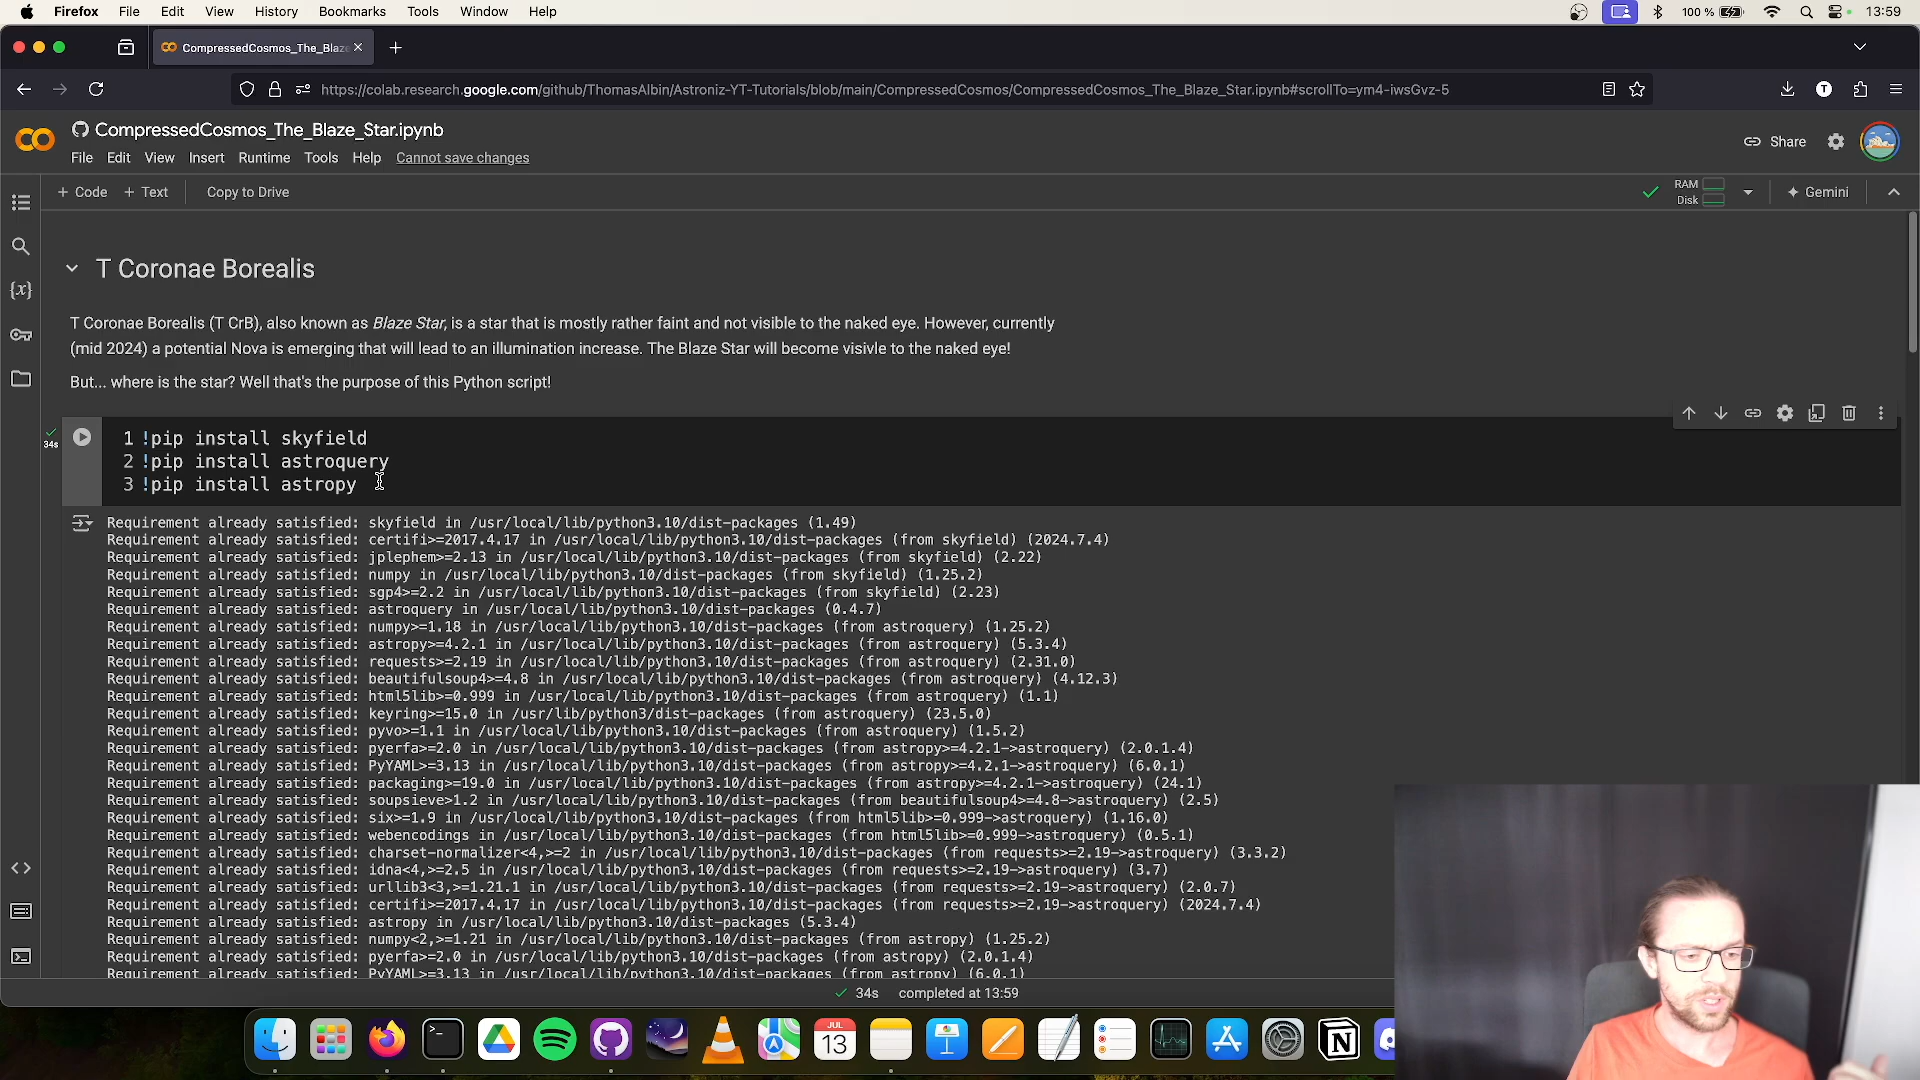 Firefox File Edit View History Bookmarks Tools Window Help 100 % 13:59
CompressedCosmos_The_Blaze
https://colab.research.google.com/github/ThomasAlbin/Astroniz-YT-Tutorials/blob/main/CompressedCosmos/CompressedCosmos_The_Blaze_Star.ipynb#scrollTo=ym4-iwsGvz-5
T
CompressedCosmos_The_Blaze_Star.ipynb
File Edit View Insert Runtime Tools Help Cannot save changes
Share
+ Code + Text Copy to Drive
RAM
Disk
Gemini
T Coronae Borealis
T Coronae Borealis (T CrB), also known as Blaze Star, is a star that is mostly rather faint and not visible to the naked eye. However, currently
(mid 2024) a potential Nova is emerging that will lead to an illumination increase. The Blaze Star will become visivle to the naked eye!
But... where is the star? Well that's the purpose of this Python script!
34s
1 !pip install skyfield
2 !pip install astroquery
3 !pip install astropy
Requirement already satisfied: skyfield in /usr/local/lib/python3.10/dist-packages (1.49)
Requirement already satisfied: certifi>=2017.4.17 in /usr/local/lib/python3.10/dist-packages (from skyfield) (2024.7.4)
Requirement already satisfied: jplephem>=2.13 in /usr/local/lib/python3.10/dist-packages (from skyfield) (2.22)
Requirement already satisfied: numpy in /usr/local/lib/python3.10/dist-packages (from skyfield) (1.25.2)
Requirement already satisfied: sgp4>=2.2 in /usr/local/lib/python3.10/dist-packages (from skyfield) (2.23)
Requirement already satisfied: astroquery in /usr/local/lib/python3.10/dist-packages (0.4.7)
Requirement already satisfied: numpy>=1.18 in /usr/local/lib/python3.10/dist-packages (from astroquery) (1.25.2)
Requirement already satisfied: astropy>=4.2.1 in /usr/local/lib/python3.10/dist-packages (from astroquery) (5.3.4)
Requirement already satisfied: requests>=2.19 in /usr/local/lib/python3.10/dist-packages (from astroquery) (2.31.0)
Requirement already satisfied: beautifulsoup4>=4.8 in /usr/local/lib/python3.10/dist-packages (from astroquery) (4.12.3)
Requirement already satisfied: html5lib>=0.999 in /usr/local/lib/python3.10/dist-packages (from astroquery) (1.1)
Requirement already satisfied: keyring>=15.0 in /usr/lib/python3/dist-packages (from astroquery) (23.5.0)
Requirement already satisfied: pyvo>=1.1 in /usr/local/lib/python3.10/dist-packages (from astroquery) (1.5.2)
Requirement already satisfied: pyerfa>=2.0 in /usr/local/lib/python3.10/dist-packages (from astropy>=4.2.1->astroquery) (2.0.1.4)
Requirement already satisfied: PyYAML>=3.13 in /usr/local/lib/python3.10/dist-packages (from astropy>=4.2.1->astroquery) (6.0.1)
Requirement already satisfied: packaging>=19.0 in /usr/local/lib/python3.10/dist-packages (from astropy>=4.2.1->astroquery) (24.1)
Requirement already satisfied: soupsieve>1.2 in /usr/local/lib/python3.10/dist-packages (from beautifulsoup4>=4.8->astroquery) (2.5)
Requirement already satisfied: six>=1.9 in /usr/local/lib/python3.10/dist-packages (from html5lib>=0.999->astroquery) (1.16.0)
Requirement already satisfied: webencodings in /usr/local/lib/python3.10/dist-packages (from html5lib>=0.999->astroquery) (0.5.1)
Requirement already satisfied: charset-normalizer<4,>=2 in /usr/local/lib/python3.10/dist-packages (from requests>=2.19->astroquery) (3.3.2)
Requirement already satisfied: idna<4,>=2.5 in /usr/local/lib/python3.10/dist-packages (from requests>=2.19->astroquery) (3.7)
Requirement already satisfied: urllib3<3,>=1.21.1 in /usr/local/lib/python3.10/dist-packages (from requests>=2.19->astroquery) (2.0.7)
Requirement already satisfied: certifi>=2017.4.17 in /usr/local/lib/python3.10/dist-packages (from requests>=2.19->astroquery) (2024.7.4)
Requirement already satisfied: astropy in /usr/local/lib/python3.10/dist-packages (5.3.4)
Requirement already satisfied: numpy<2,>=1.21 in /usr/local/lib/python3.10/dist-packages (from astropy) (1.25.2)
Requirement already satisfied: pyerfa>=2.0 in /usr/local/lib/python3.10/dist-packages (from astropy) (2.0.1.4)
Requirement already satisfied: PyYAML>=3.13 in /usr/local/lib/python3.10/dist-packages (from astropy) (6.0.1)
34s completed at 13:59
JUL
13